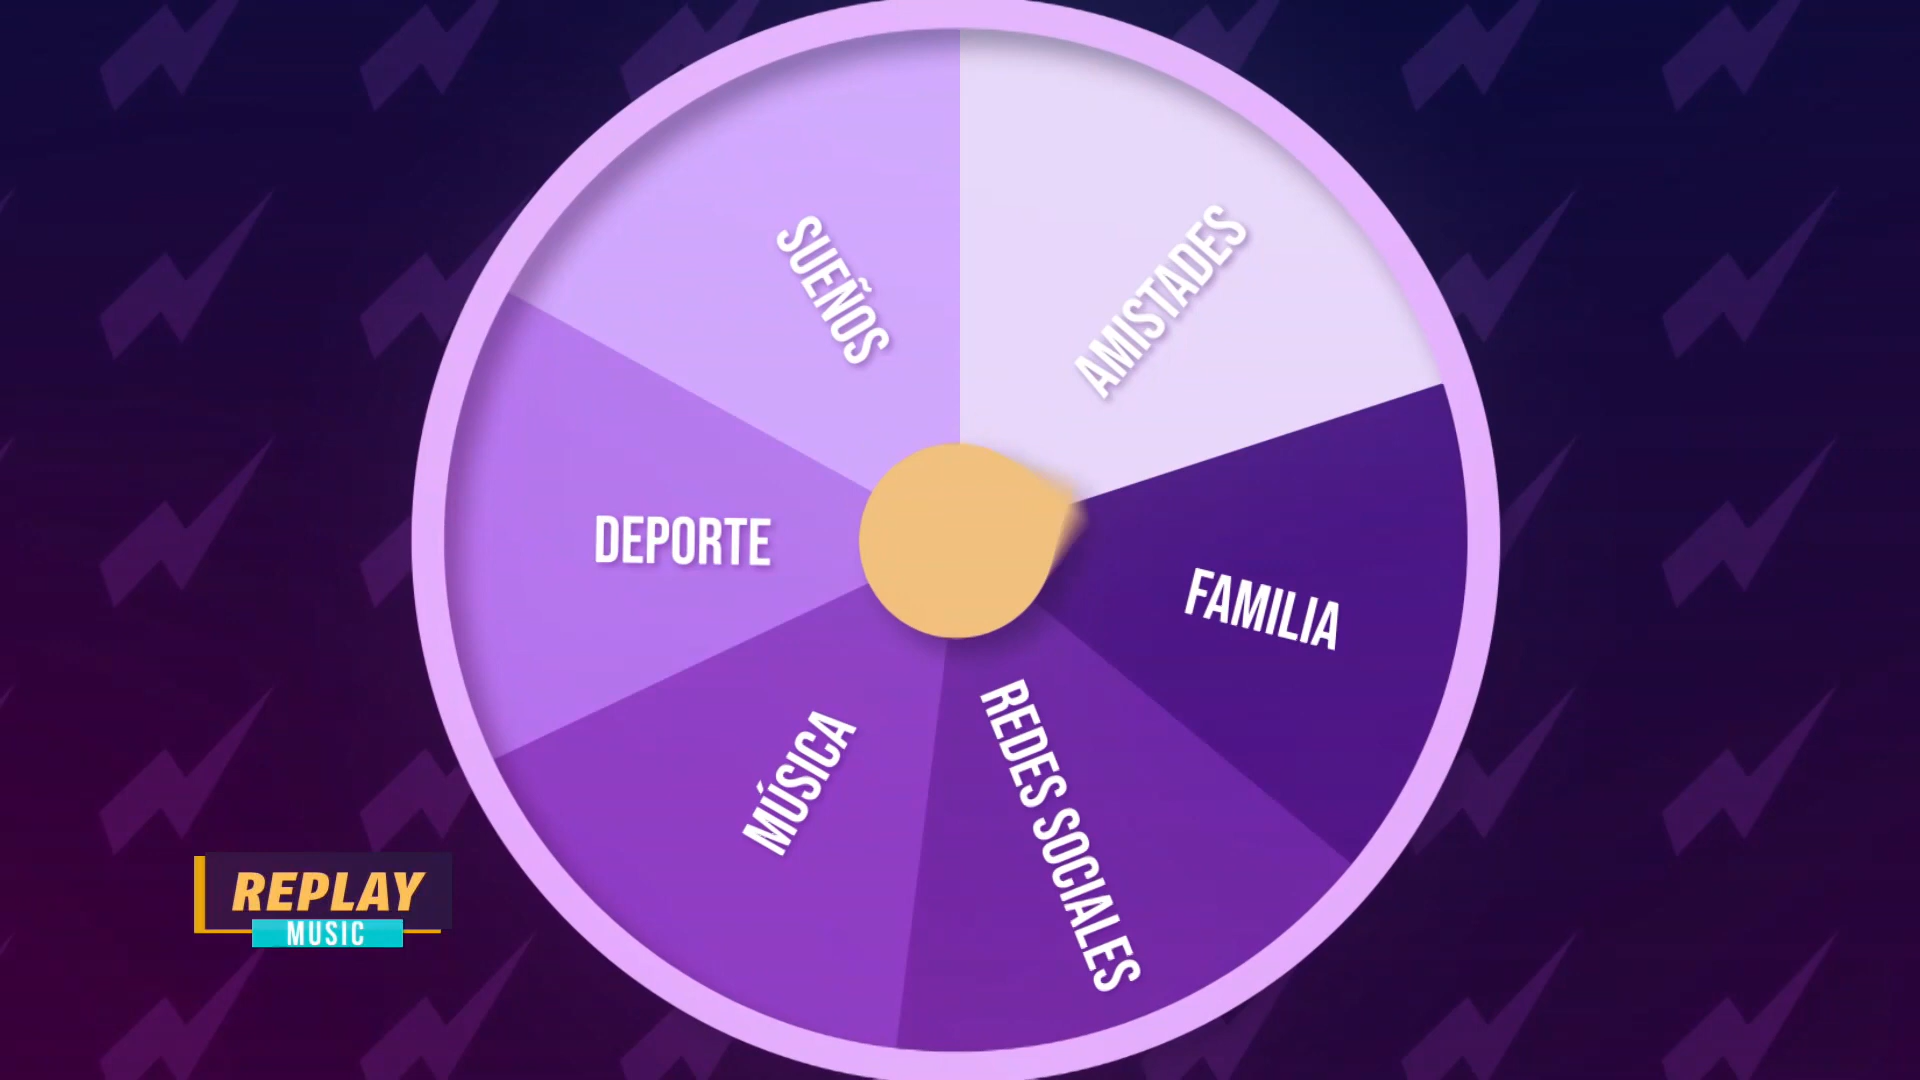 SUEÑOS
AMISTADES
DEPORTE
FAMILIA
MÚSICA
REDES SOCIALES
REPLAY
MUSIC